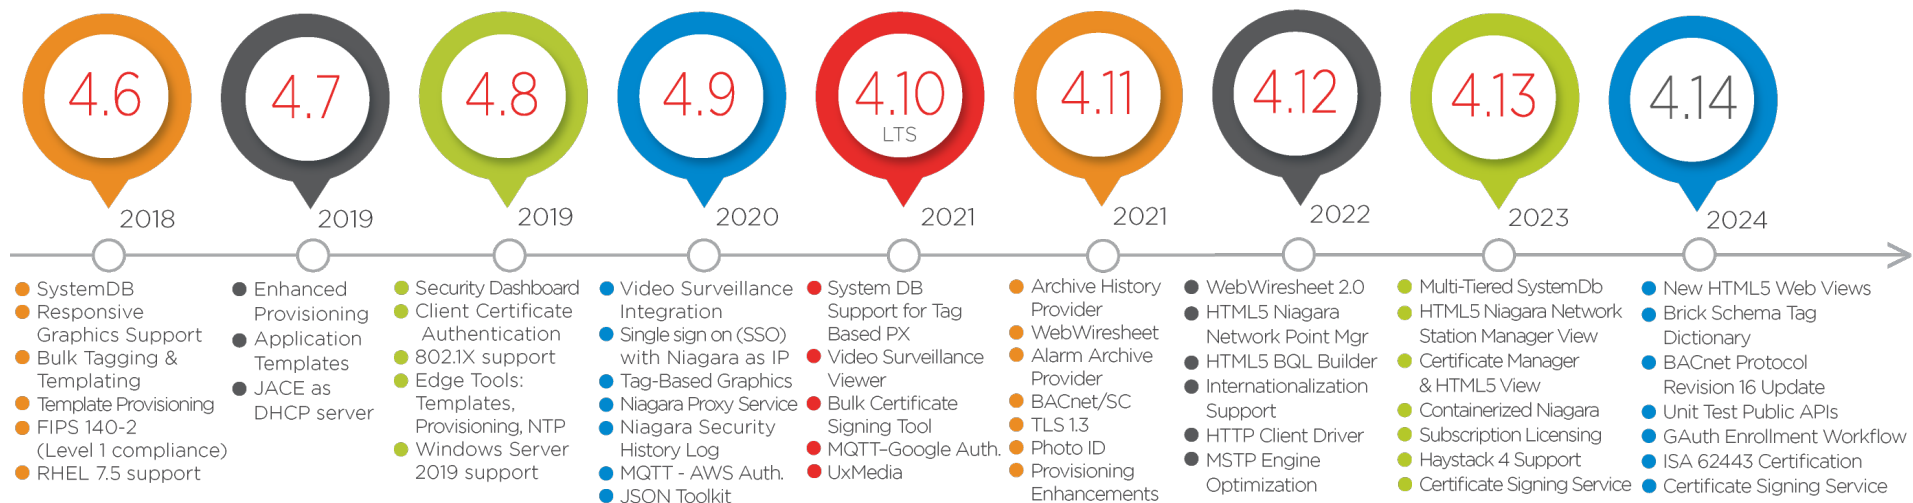 4.6
2018
SystemDB
Responsive
Graphics Support
Bulk Tagging &
Templating
Template Provisioning
FIPS 140-2
(Level 1 compliance)
RHEL 7.5 support
4.7
2019
Enhanced
Provisioning
Application
Templates
JACE as
DHCP server
4.8
2019
Security Dashboard
Client Certificate
Authentication
802.1X support
Edge Tools:
Templates,
Provisioning, NTP
Windows Server
2019 support
4.9
2020
Video Surveillance
Integration
Single sign on (SSO)
with Niagara as IP
Tag-Based Graphics
Niagara Proxy Service
Niagara Security
History Log
MQTT - AWS Auth.
JSON Toolkit
4.10
LTS
2021
System DB
Support for Tag
Based PX
Video Surveillance
Viewer
Bulk Certificate
Signing Tool
MQTT-Google Auth.
UxMedia
4.11
2021
Archive History
Provider
WebWiresheet
Alarm Archive
Provider
BACnet/SC
TLS 1.3
Photo ID
Provisioning
Enhancements
4.12
2022
WebWiresheet 2.0
HTML5 Niagara
Network Point Mgr
HTML5 BQL Builder
Internationalization
Support
HTTP Client Driver
MSTP Engine
Optimization
4.13
2023
Multi-Tiered SystemDb
HTML5 Niagara Network
Station Manager View
Certificate Manager
& HTML5 View
Containerized Niagara
Subscription Licensing
Haystack 4 Support
Certificate Signing Service
4.14
2024
New HTML5 Web Views
Brick Schema Tag
Dictionary
BACnet Protocol
Revision 16 Update
Unit Test Public APIs
GAuth Enrollment Workflow
ISA 62443 Certification
Certificate Signing Service